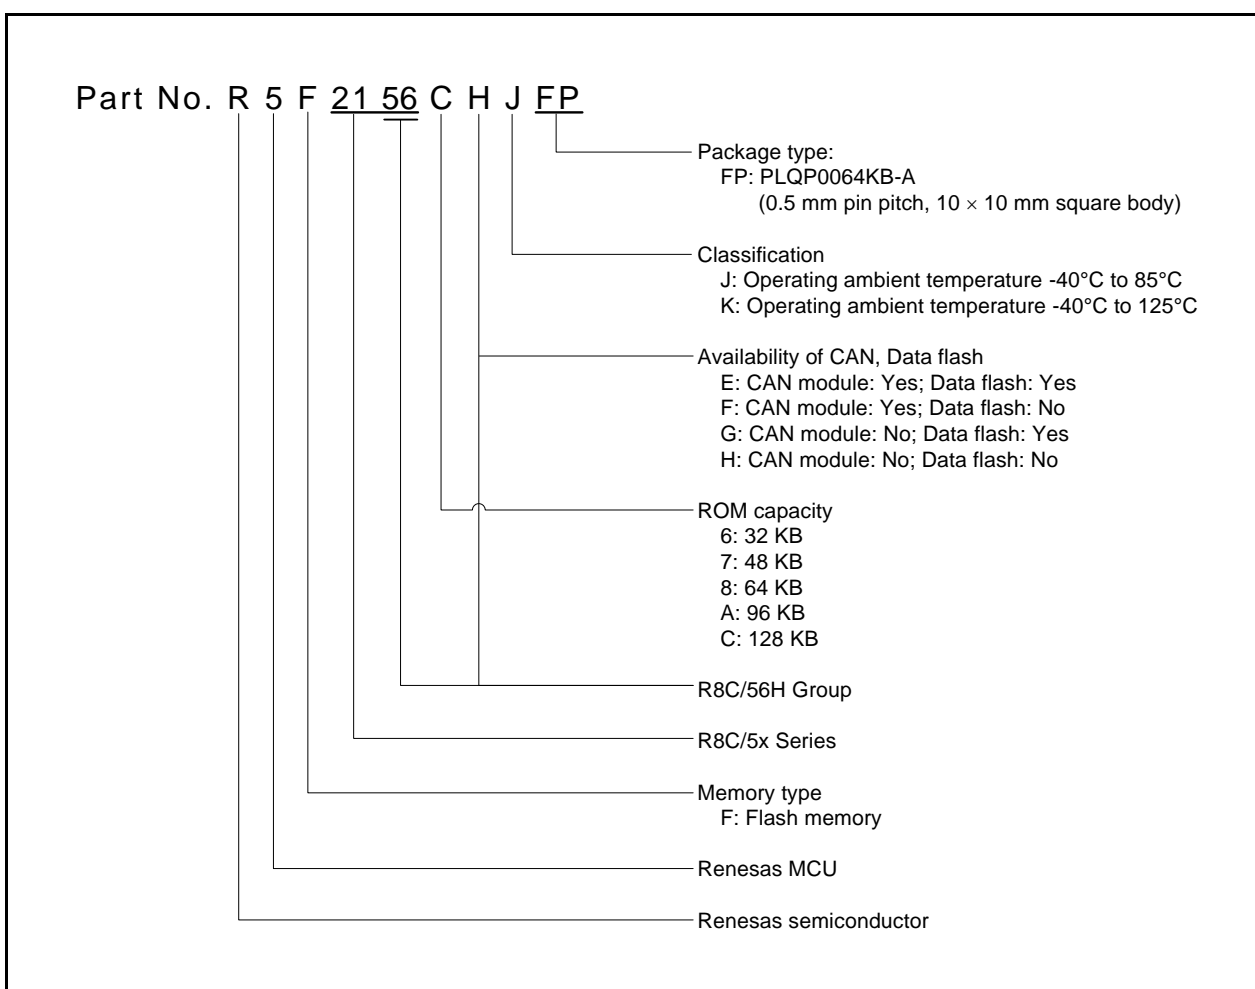 Part No. R 5 F 21 56 C H J FP
Package type:
FP: PLQP0064KB-A
(0.5 mm pin pitch, 10 × 10 mm square body)
Classification
J: Operating ambient temperature -40°C to 85°C
K: Operating ambient temperature -40°C to 125°C
Availability of CAN, Data flash
E: CAN module: Yes; Data flash: Yes
F: CAN module: Yes; Data flash: No
G: CAN module: No; Data flash: Yes
H: CAN module: No; Data flash: No
ROM capacity
6: 32 KB
7: 48 KB
8: 64 KB
A: 96 KB
C: 128 KB
R8C/56H Group
R8C/5x Series
Memory type
F: Flash memory
Renesas MCU
Renesas semiconductor